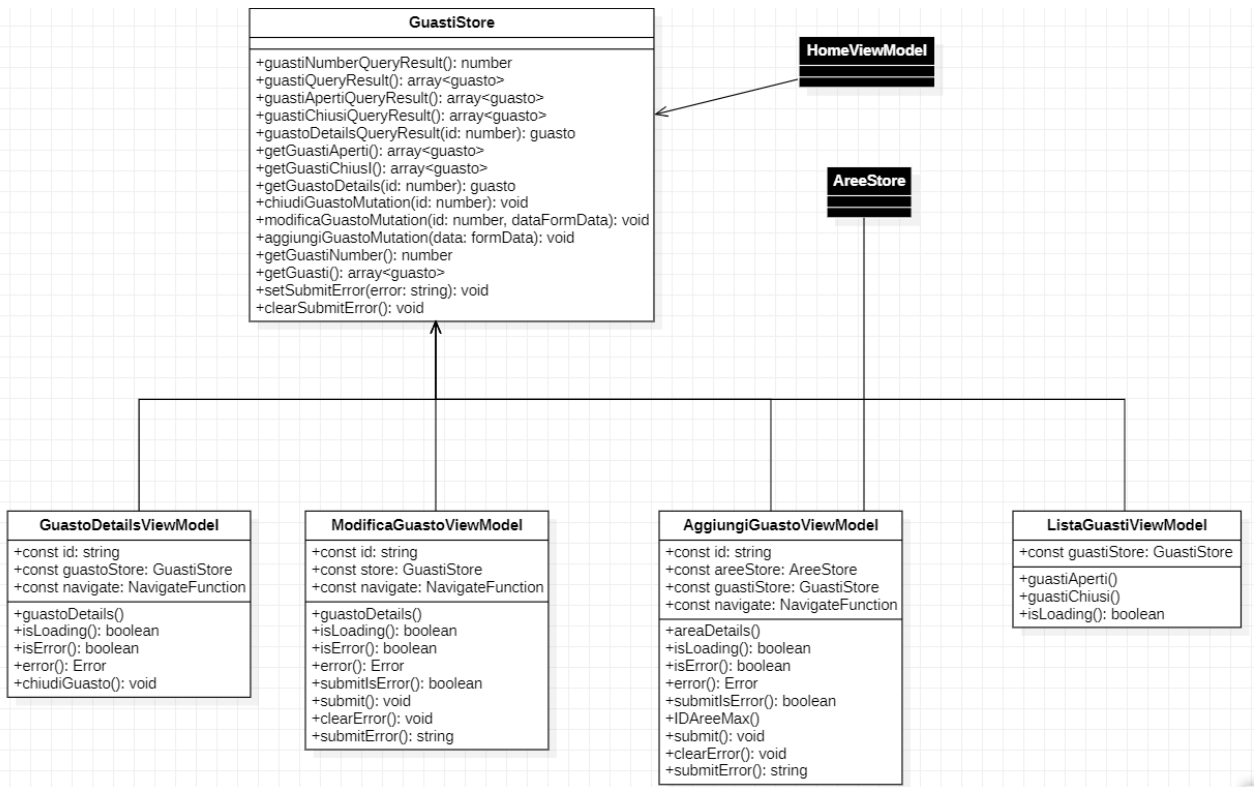 GuastiStore
+guastiNumberQueryResult(): number
+guastiQueryResult(): array<guasto>
+guastiApertiQueryResult(): array<guasto>
+guastiChiusiQueryResult(): array<guasto>
+guastoDetailsQueryResult(id: number): guasto
+getGuastiAperti(): array<guasto>
+getGuastiChiusI(): array<guasto>
+getGuastoDetails(id: number): guasto
+chiudiGuastoMutation(id: number): void
+modificaGuastoMutation(id: number, dataFormData): void
+aggiungiGuastoMutation(data: formData): void
+getGuastiNumber(): number
+getGuasti(): array<guasto>
+setSubmitError(error: string): void
+clearSubmitError(): void
HomeViewModel
AreeStore
GuastoDetailsViewModel
+const id: string
+const guastoStore: GuastiStore
+const navigate: NavigateFunction
+guastoDetails()
+isLoading(): boolean
+isError(): boolean
+error(): Error
+chiudiGuasto(): void
ModificaGuastoViewModel
+const id: string
+const store: GuastiStore
+const navigate: NavigateFunction
+guastoDetails()
+isLoading(): boolean
+isError(): boolean
+error(): Error
+submitIsError(): boolean
+submit(): void
+clearError(): void
+submitError(): string
AggiungiGuastoViewModel
+const id: string
+const areeStore: AreeStore
+const guastiStore: GuastiStore
+const navigate: NavigateFunction
+areaDetails()
+isLoading(): boolean
+isError(): boolean
+error(): Error
+submitIsError(): boolean
+IDAreeMax()
+submit(): void
+clearError(): void
+submitError(): string
ListaGuastiViewModel
+const guastiStore: GuastiStore
+guastiAperti()
+guastiChiusi()
+isLoading(): boolean